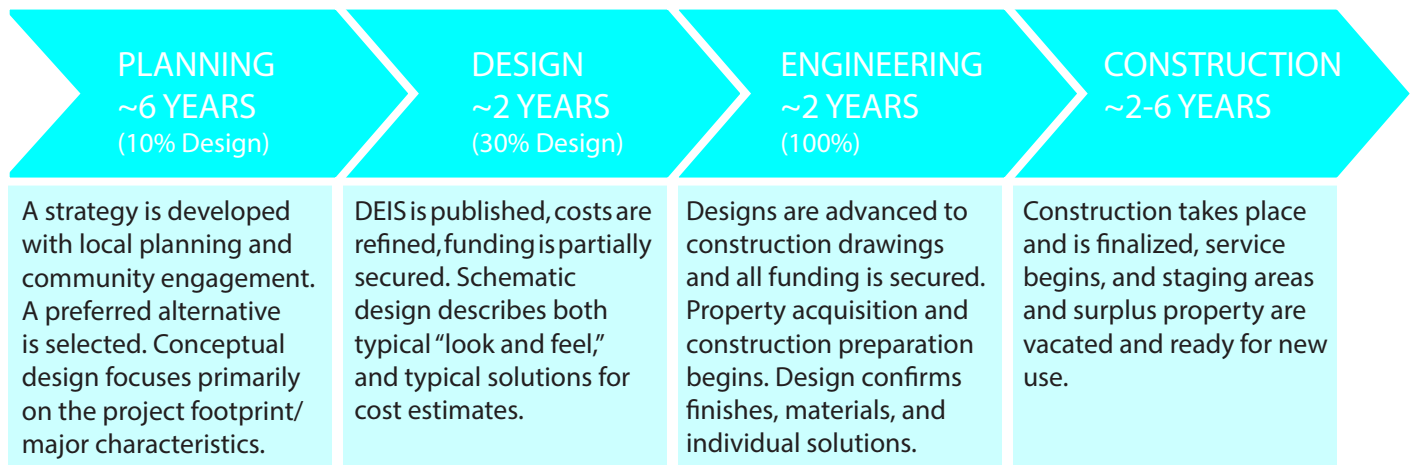 PLANNING
~6 YEARS
(10% Design)
A strategy is developed
with local planning and
community engagement.
A preferred alternative
is selected. Conceptual
design focuses primarily
on the project footprint/
major characteristics.
DESIGN
~2 YEARS
(30% Design)
DEIS is published, costs are
refined, funding is partially
secured. Schematic
design describes both
typical “look and feel,”
and typical solutions for
cost estimates.
ENGINEERING
~2 YEARS
(100%)
Designs are advanced to
construction drawings
and all funding is secured.
Property acquisition and
construction preparation
begins. Design confirms
finishes, materials, and
individual solutions.
CONSTRUCTION
~2-6 YEARS
Construction takes place
and is finalized, service
begins, and staging areas
and surplus property are
vacated and ready for new
use.